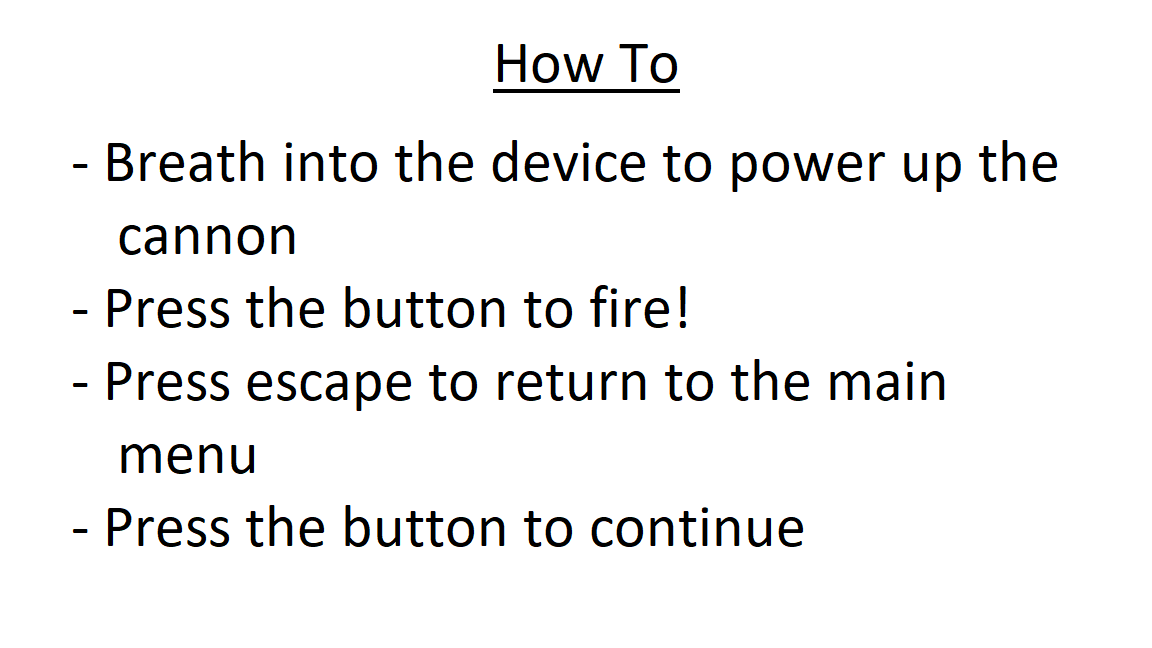 How To
- Breath into the device to power up the
cannon
- Press the button to fire!
- Press escape to return to the main
menu
- Press the button to continue